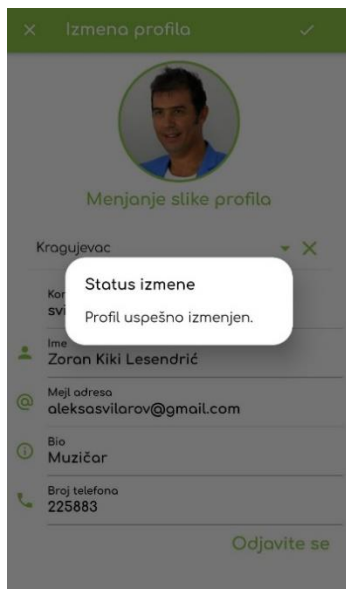 Izmena profila
Menjanje slike profila
Kragujevac
Status izmene
Profil uspešno izmenjen.
Ime
Zoran Kiki Lesendrić
Mejl adresa
aleksasvilarov@gmail.com
Bio
Muzičar
Broj telefona
225883
Odjavite se